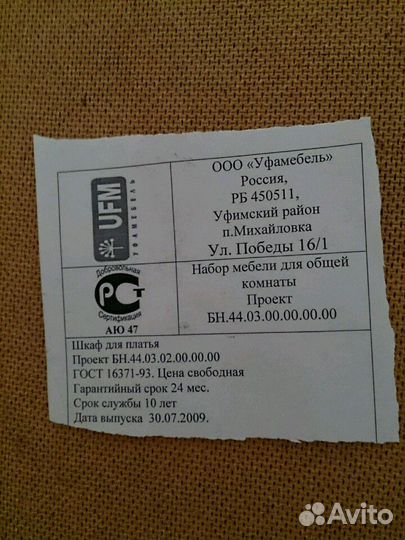 UFM
УФАМЕБЕЛЬ
ООО «Уфамебель»
Россия,
РБ 450511,
Уфимский район
п.Михайловка
Ул. Победы 16/1
Добровольная
РСТ
Сертификация
АЮ 47
Набор мебели для общей
комнаты
Проект
БН.44.03.00.00.00.00
Шкаф для платья
Проект БН.44.03.02.00.00.00
ГОСТ 16371-93. Цена свободная
Гарантийный срок 24 мес.
Срок службы 10 лет
Дата выпуска 30.07.2009.
Avito